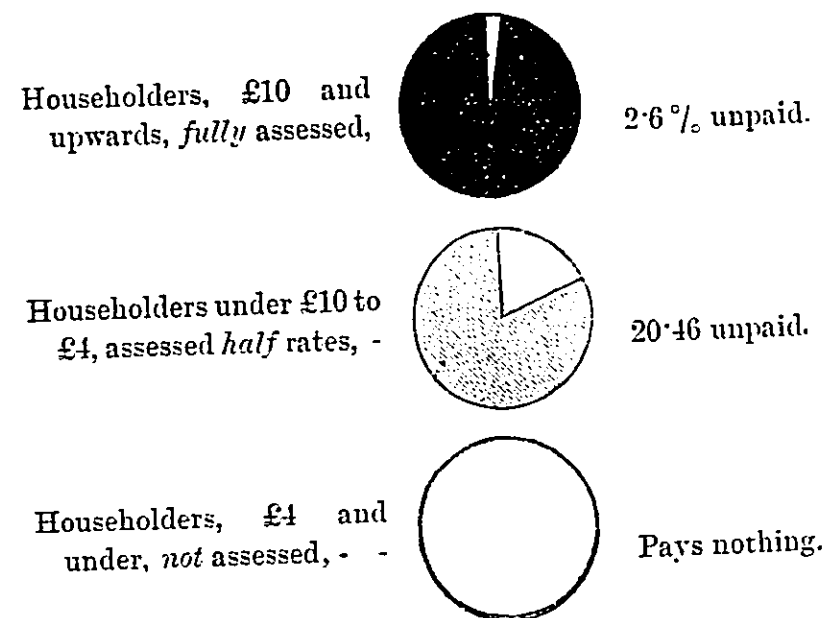 Householders, £10 and
upwards, fully assessed,
2·6 % unpaid.
Householders under £10 to
£4, assessed half rates, -
20·46 unpaid.
Householders, £4 and
under, not assessed, - -
Pays nothing.